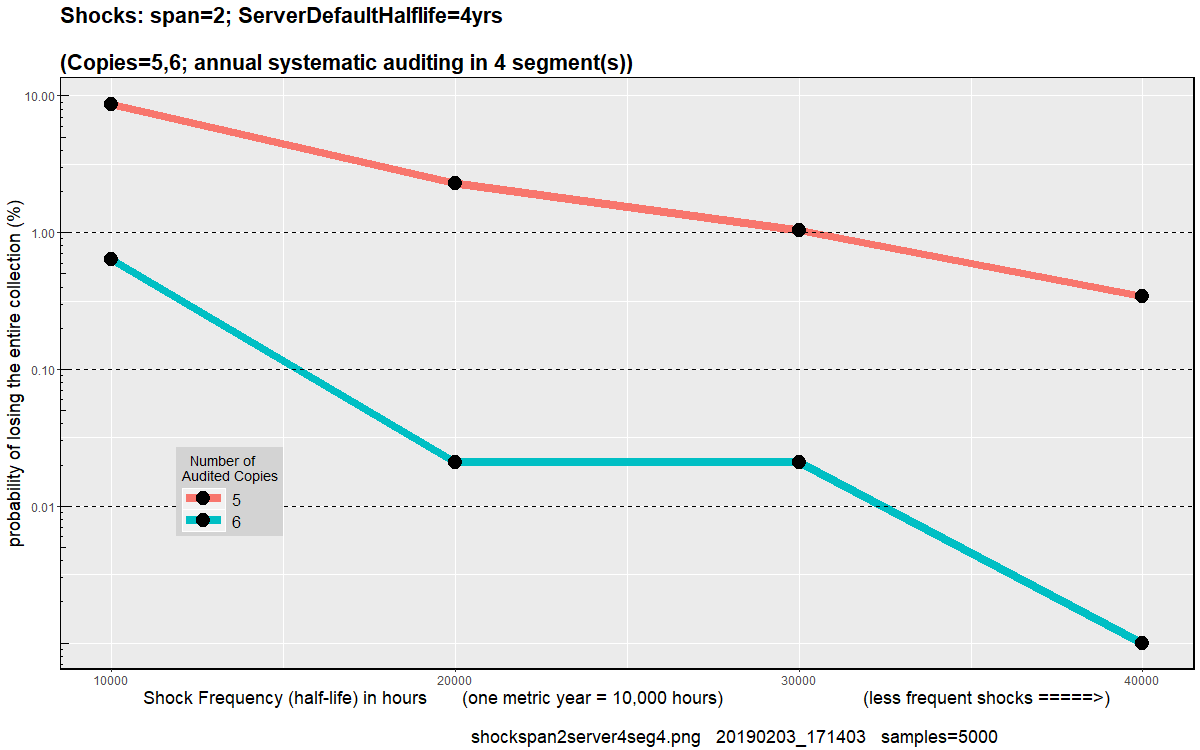 Shocks: span=2; ServerDefaultHalflife=4yrs
(Copies=5,6; annual systematic auditing in 4 segment(s))
probability of losing the entire collection (%)
10.00
1.00
0.10
0.01
Number of
Audited Copies
5
6
10000 20000 30000 40000
Shock Frequency (half-life) in hours (one metric year = 10,000 hours) (less frequent shocks =====>)
shockspan2server4seg4.png 20190203_171403 samples=5000